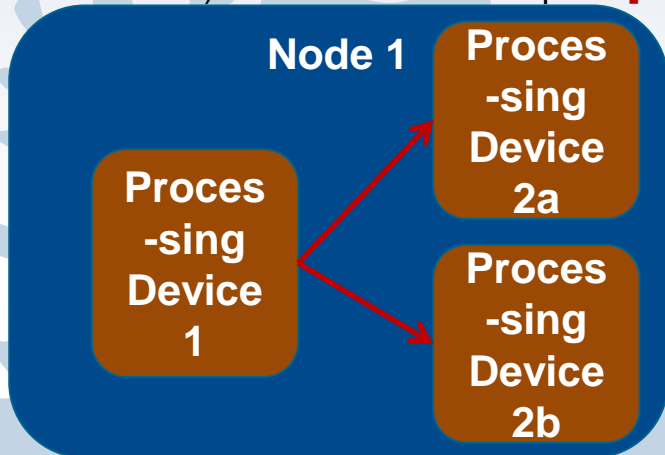 Node 1
Proces
-sing
Device
1
Proces
-sing
Device
2a
Proces
-sing
Device
2b